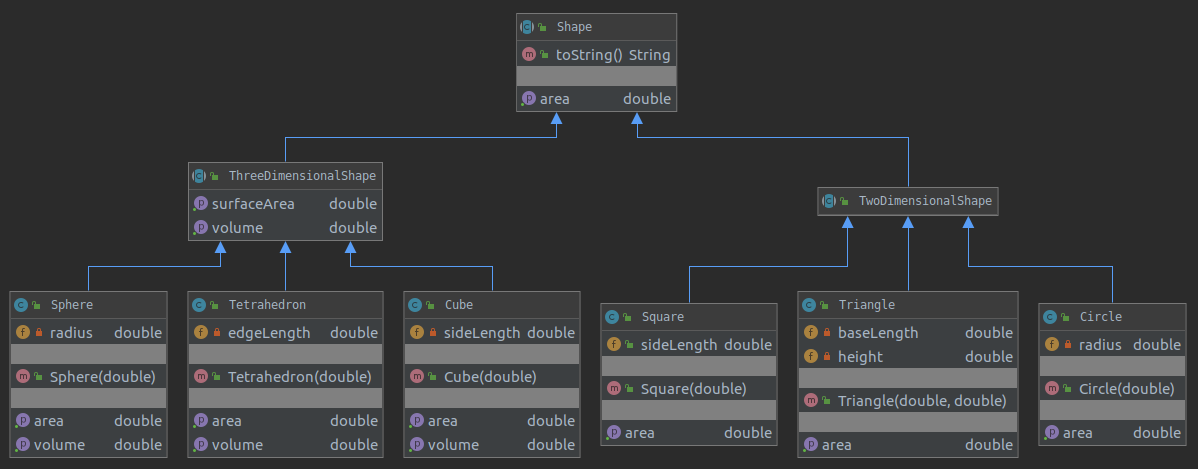 Shape
toString() String
area double
ThreeDimensionalShape
surfaceArea double
volume double
TwoDimensionalShape
Sphere
radius double
Sphere(double)
area double
volume double
Tetrahedron
edgeLength double
Tetrahedron(double)
area double
volume double
Cube
sideLength double
Cube(double)
area double
volume double
Square
sideLength double
Square(double)
area double
Triangle
baseLength double
height double
Triangle(double, double)
area double
Circle
radius double
Circle(double)
area double